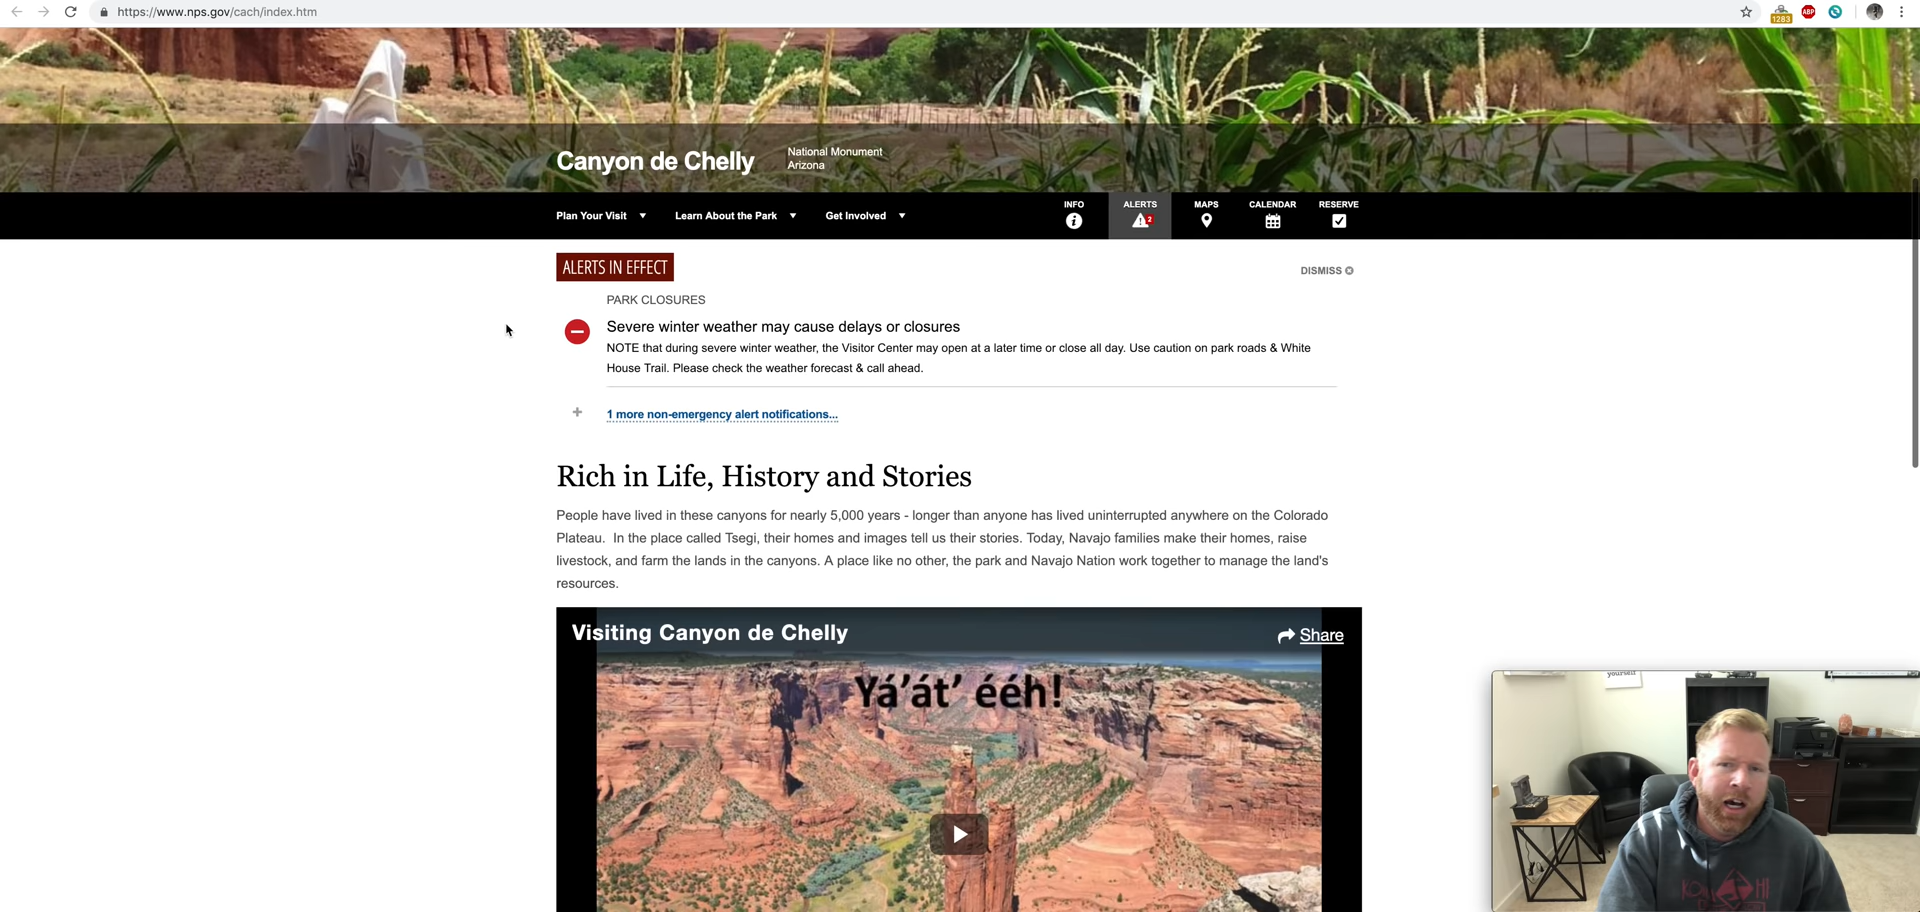 https://www.nps.gov/cach/index.htm
1283
ABP
Canyon de Chelly
National Monument
Arizona
Plan Your Visit
Learn About the Park
Get Involved
INFO
ALERTS
MAPS
CALENDAR
RESERVE
2
ALERTS IN EFFECT
DISMISS
PARK CLOSURES
Severe winter weather may cause delays or closures
NOTE that during severe winter weather, the Visitor Center may open at a later time or close all day. Use caution on park roads & White
House Trail. Please check the weather forecast & call ahead.
1 more non-emergency alert notifications...
Rich in Life, History and Stories
People have lived in these canyons for nearly 5,000 years - longer than anyone has lived uninterrupted anywhere on the Colorado
Plateau.  In the place called Tsegi, their homes and images tell us their stories. Today, Navajo families make their homes, raise
livestock, and farm the lands in the canyons. A place like no other, the park and Navajo Nation work together to manage the land's
resources.
Visiting Canyon de Chelly
Share
Yá'át' ééh!
yourself